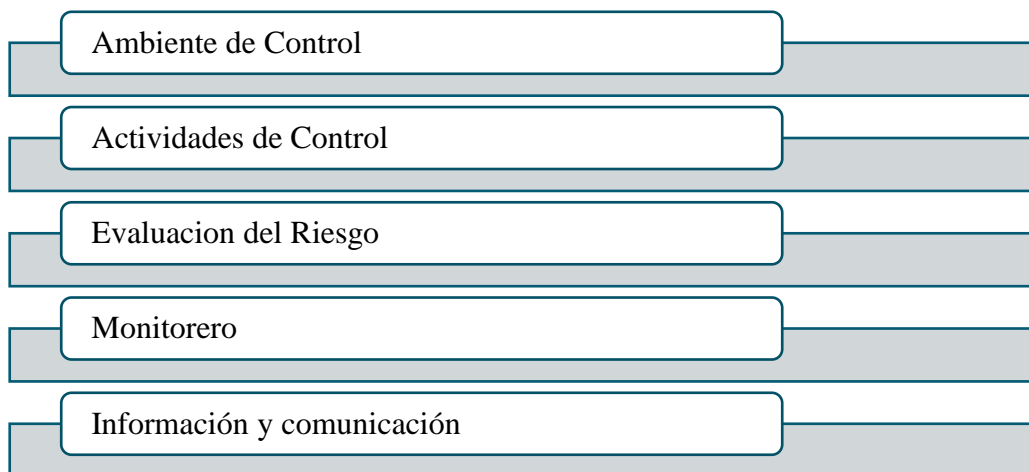 Ambiente de Control
Actividades de Control
Evaluacion del Riesgo
Monitorero
Información y comunicación